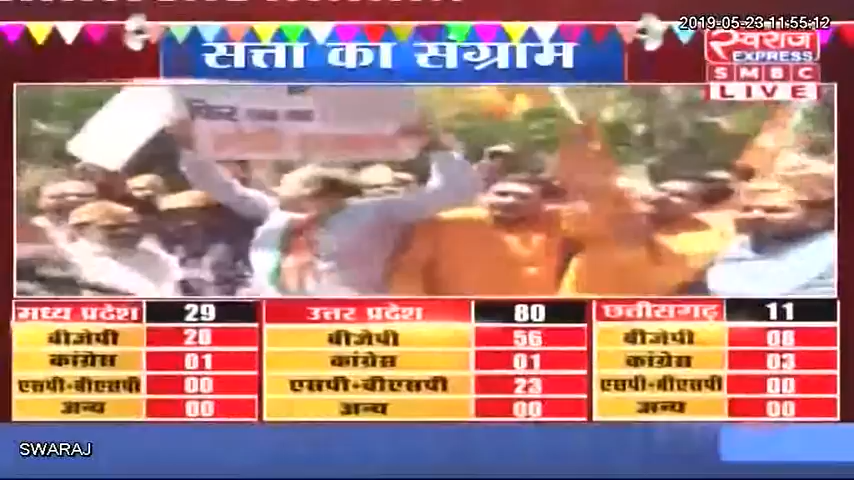 2019-05-23 11:55:12
सत्ता का संग्राम
स्वराज
EXPRESS
SMBC
LIVE
फिर एक बार
मध्य प्रदेश 29
बीजेपी 28
कांग्रेस 01
एसपी+बीएसपी 00
अन्य 00
उत्तर प्रदेश 80
बीजेपी 56
कांग्रेस 01
एसपी+बीएसपी 23
अन्य 00
छत्तीसगढ़ 11
बीजेपी 08
कांग्रेस 03
एसपी+बीएसपी 00
अन्य 00
SWARAJ